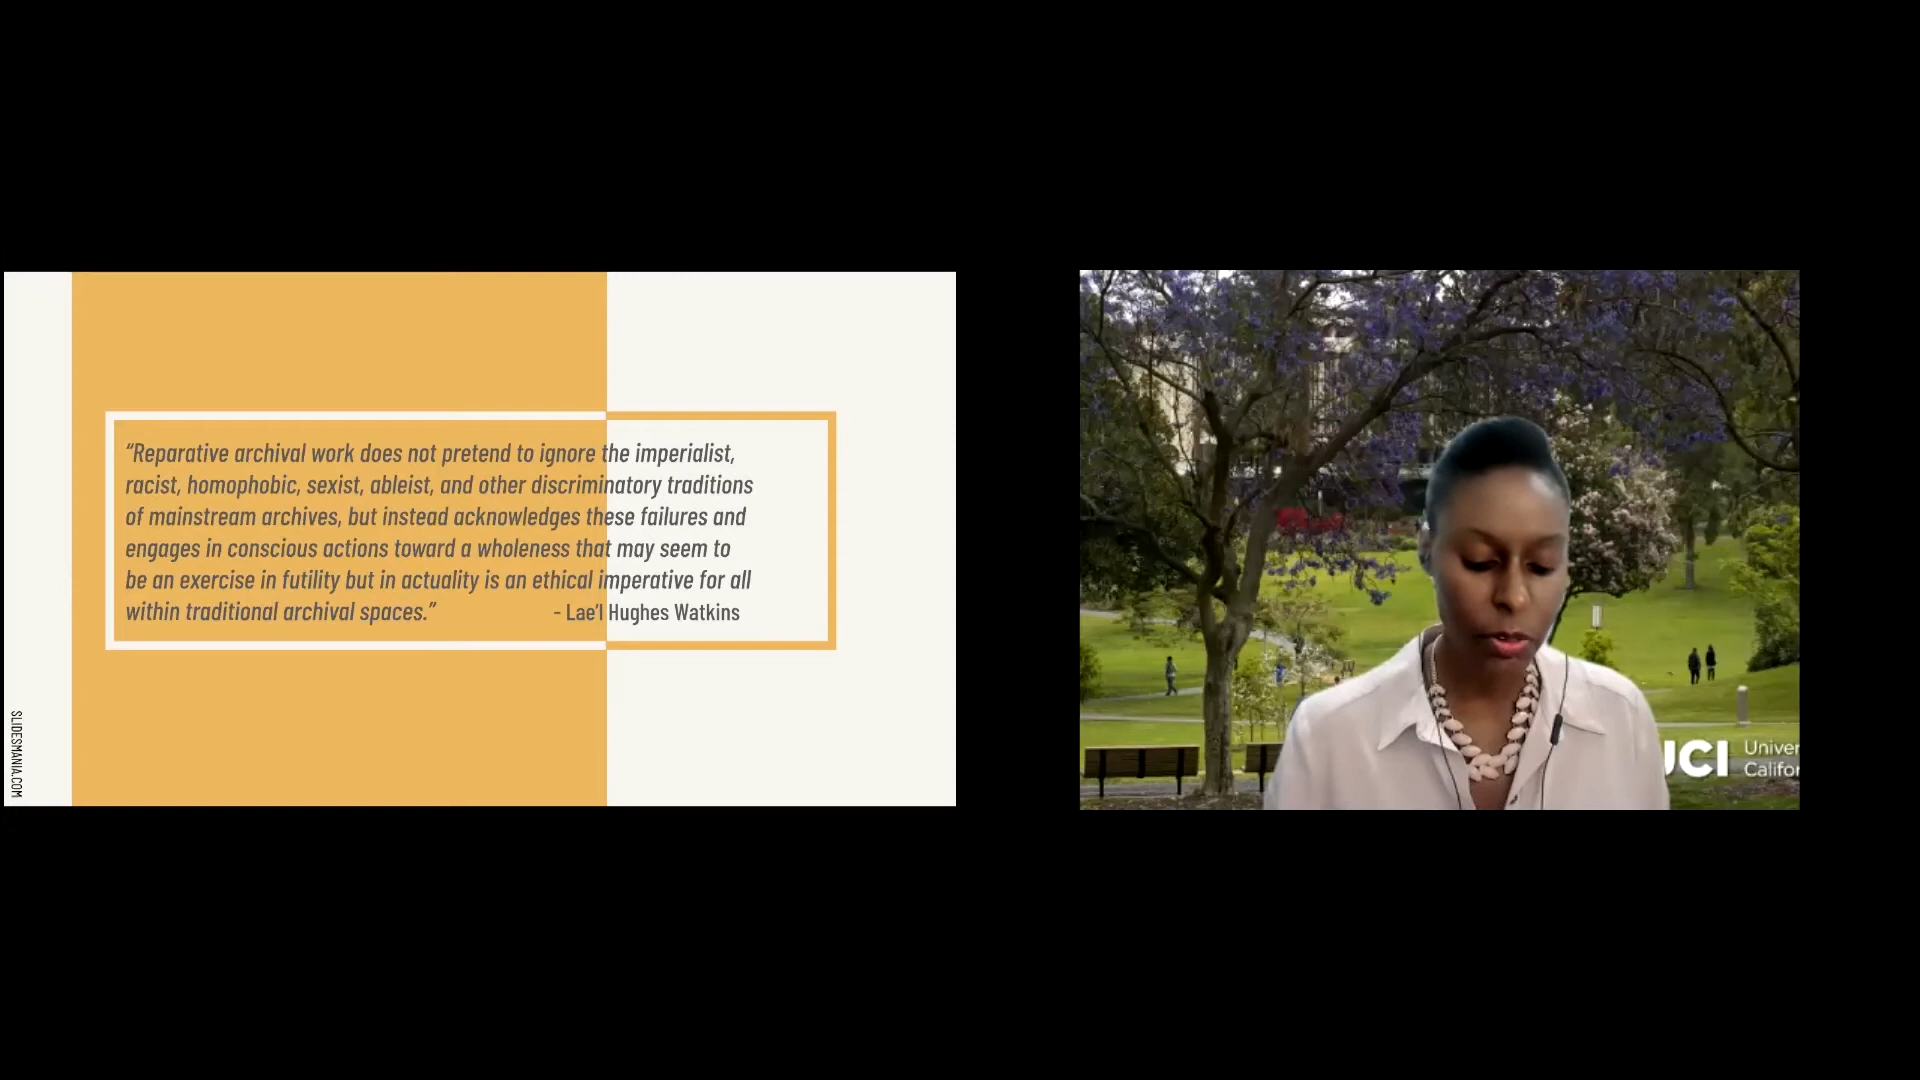 “Reparative archival work does not pretend to ignore the imperialist,
racist, homophobic, sexist, ableist, and other discriminatory traditions
of mainstream archives, but instead acknowledges these failures and
engages in conscious actions toward a wholeness that may seem to
be an exercise in futility but in actuality is an ethical imperative for all
within traditional archival spaces.” - Lae’l Hughes Watkins
SLIDESMANIA.COM
UCI
Univer
Califor